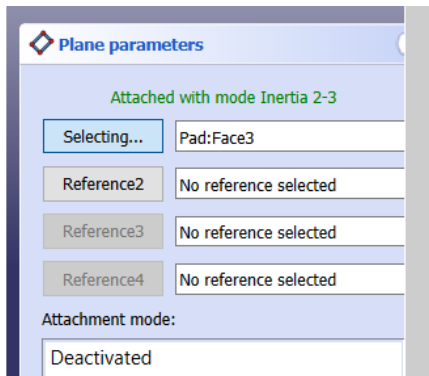 Plane parameters
Attached with mode Inertia 2-3
Selecting... Pad:Face3
Reference2 No reference selected
Reference3 No reference selected
Reference4 No reference selected
Attachment mode:
Deactivated